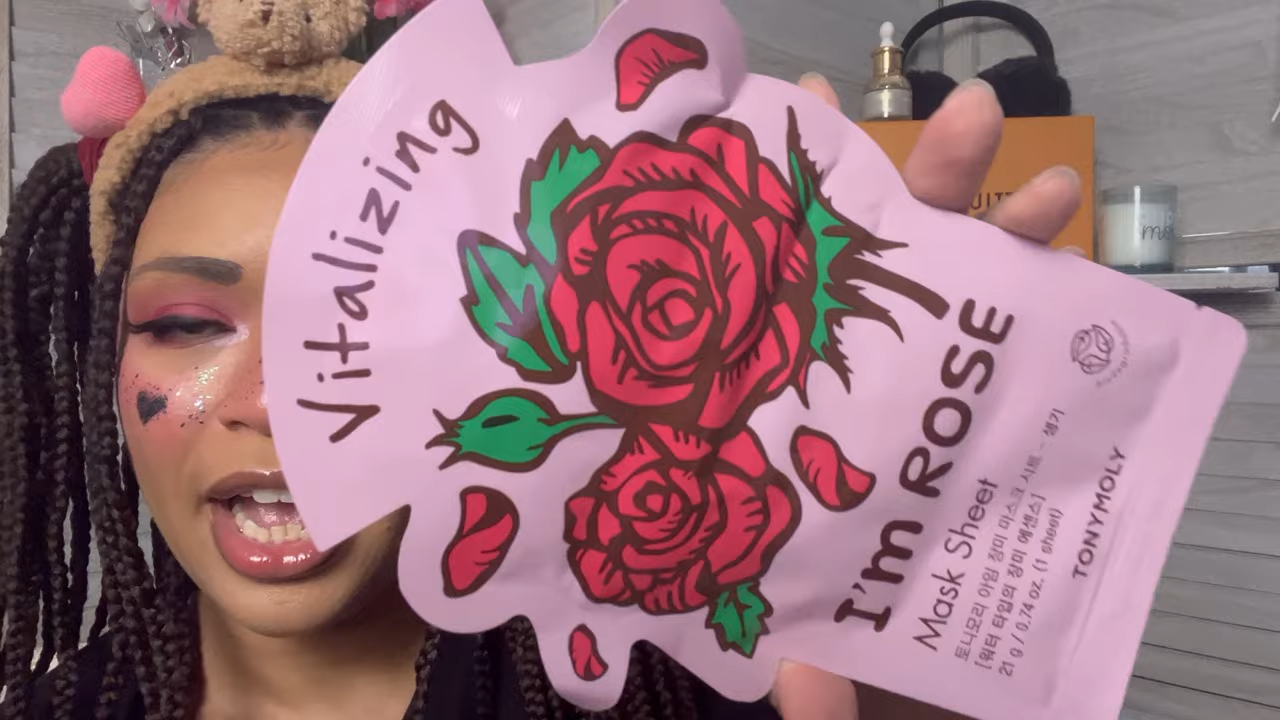 Vitalizing
I'm ROSE
Mask Sheet
토니모리 아임 장미 마스크 시트 - 생기
[워터 타입의 장미 에센스]
21 g / 0.74 oz. (1 sheet)
TONYMOLY